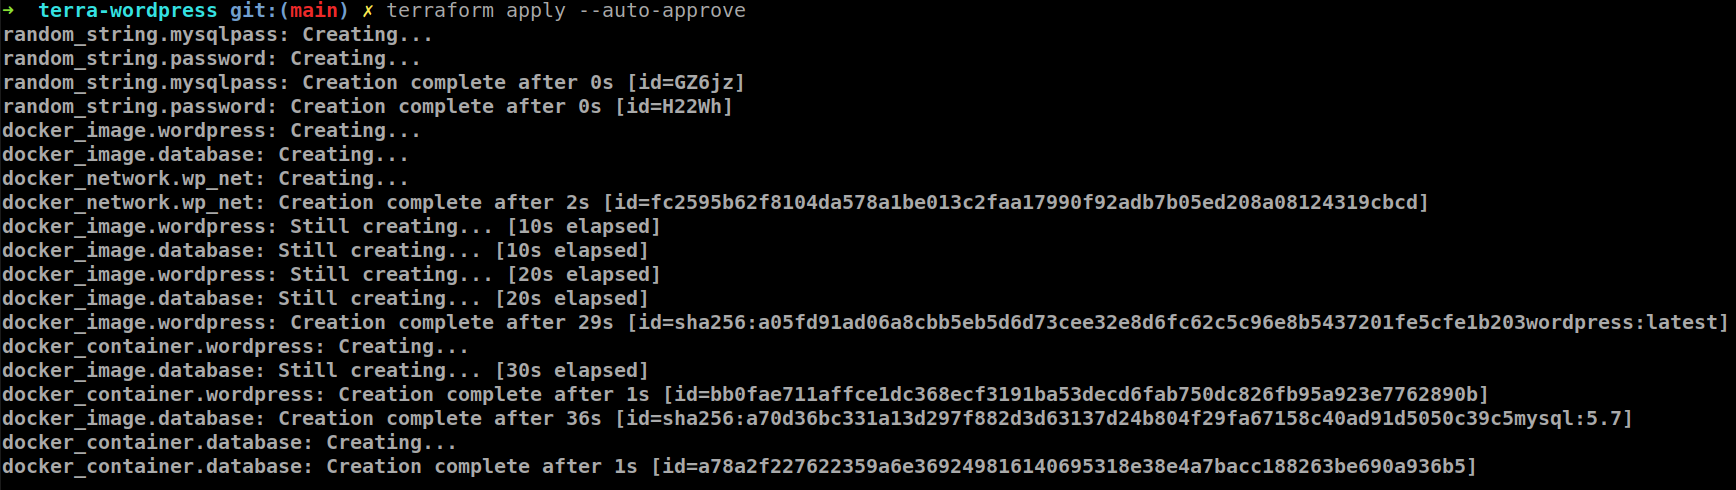 ➜  terra-wordpress git:(main) ✗ terraform apply --auto-approve
random_string.mysqlpass: Creating...
random_string.password: Creating...
random_string.mysqlpass: Creation complete after 0s [id=GZ6jz]
random_string.password: Creation complete after 0s [id=H22Wh]
docker_image.wordpress: Creating...
docker_image.database: Creating...
docker_network.wp_net: Creating...
docker_network.wp_net: Creation complete after 2s [id=fc2595b62f8104da578a1be013c2faa17990f92adb7b05ed208a08124319cbcd]
docker_image.wordpress: Still creating... [10s elapsed]
docker_image.database: Still creating... [10s elapsed]
docker_image.wordpress: Still creating... [20s elapsed]
docker_image.database: Still creating... [20s elapsed]
docker_image.wordpress: Creation complete after 29s [id=sha256:a05fd91ad06a8cbb5eb5d6d73cee32e8d6fc62c5c96e8b5437201fe5cfe1b203wordpress:latest]
docker_container.wordpress: Creating...
docker_image.database: Still creating... [30s elapsed]
docker_container.wordpress: Creation complete after 1s [id=bb0fae711affce1dc368ecf3191ba53decd6fab750dc826fb95a923e7762890b]
docker_image.database: Creation complete after 36s [id=sha256:a70d36bc331a13d297f882d3d63137d24b804f29fa67158c40ad91d5050c39c5mysql:5.7]
docker_container.database: Creating...
docker_container.database: Creation complete after 1s [id=a78a2f227622359a6e369249816140695318e38e4a7bacc188263be690a936b5]